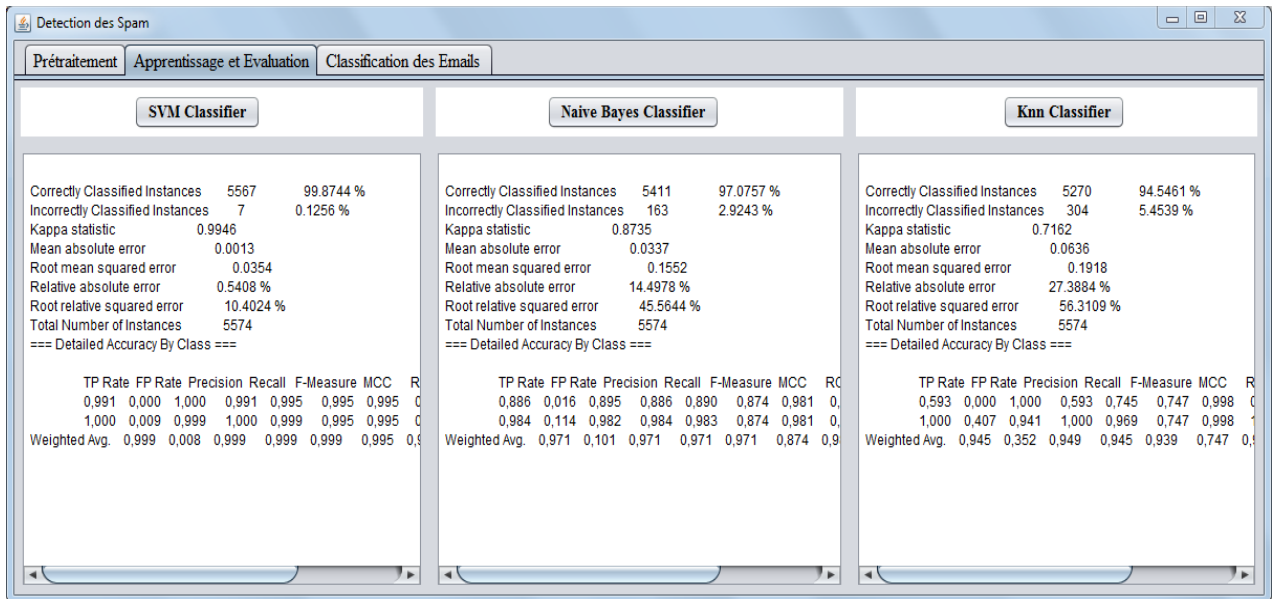 Detection des Spam
Prétraitement Apprentissage et Evaluation Classification des Emails
SVM Classifier
Correctly Classified Instances 5567 99.8744 %
Incorrectly Classified Instances 7 0.1256 %
Kappa statistic 0.9946
Mean absolute error 0.0013
Root mean squared error 0.0354
Relative absolute error 0.5408 %
Root relative squared error 10.4024 %
Total Number of Instances 5574
=== Detailed Accuracy By Class ===
TP Rate FP Rate Precision Recall F-Measure MCC
0,991 0,000 1,000 0,991 0,995 0,995 0,995
1,000 0,009 0,999 1,000 0,999 0,995 0,995
Weighted Avg. 0,999 0,008 0,999 0,999 0,999 0,995
Naive Bayes Classifier
Correctly Classified Instances 5411 97.0757 %
Incorrectly Classified Instances 163 2.9243 %
Kappa statistic 0.8735
Mean absolute error 0.0337
Root mean squared error 0.1552
Relative absolute error 14.4978 %
Root relative squared error 45.5644 %
Total Number of Instances 5574
=== Detailed Accuracy By Class ===
TP Rate FP Rate Precision Recall F-Measure MCC
0,886 0,016 0,895 0,886 0,890 0,874 0,981
0,984 0,114 0,982 0,984 0,983 0,874 0,981
Weighted Avg. 0,971 0,101 0,971 0,971 0,971 0,874
Knn Classifier
Correctly Classified Instances 5270 94.5461 %
Incorrectly Classified Instances 304 5.4539 %
Kappa statistic 0.7162
Mean absolute error 0.0636
Root mean squared error 0.1918
Relative absolute error 27.3884 %
Root relative squared error 56.3109 %
Total Number of Instances 5574
=== Detailed Accuracy By Class ===
TP Rate FP Rate Precision Recall F-Measure MCC
0,593 0,000 1,000 0,593 0,745 0,747 0,998
1,000 0,407 0,941 1,000 0,969 0,747 0,998
Weighted Avg. 0,945 0,352 0,949 0,945 0,939 0,747